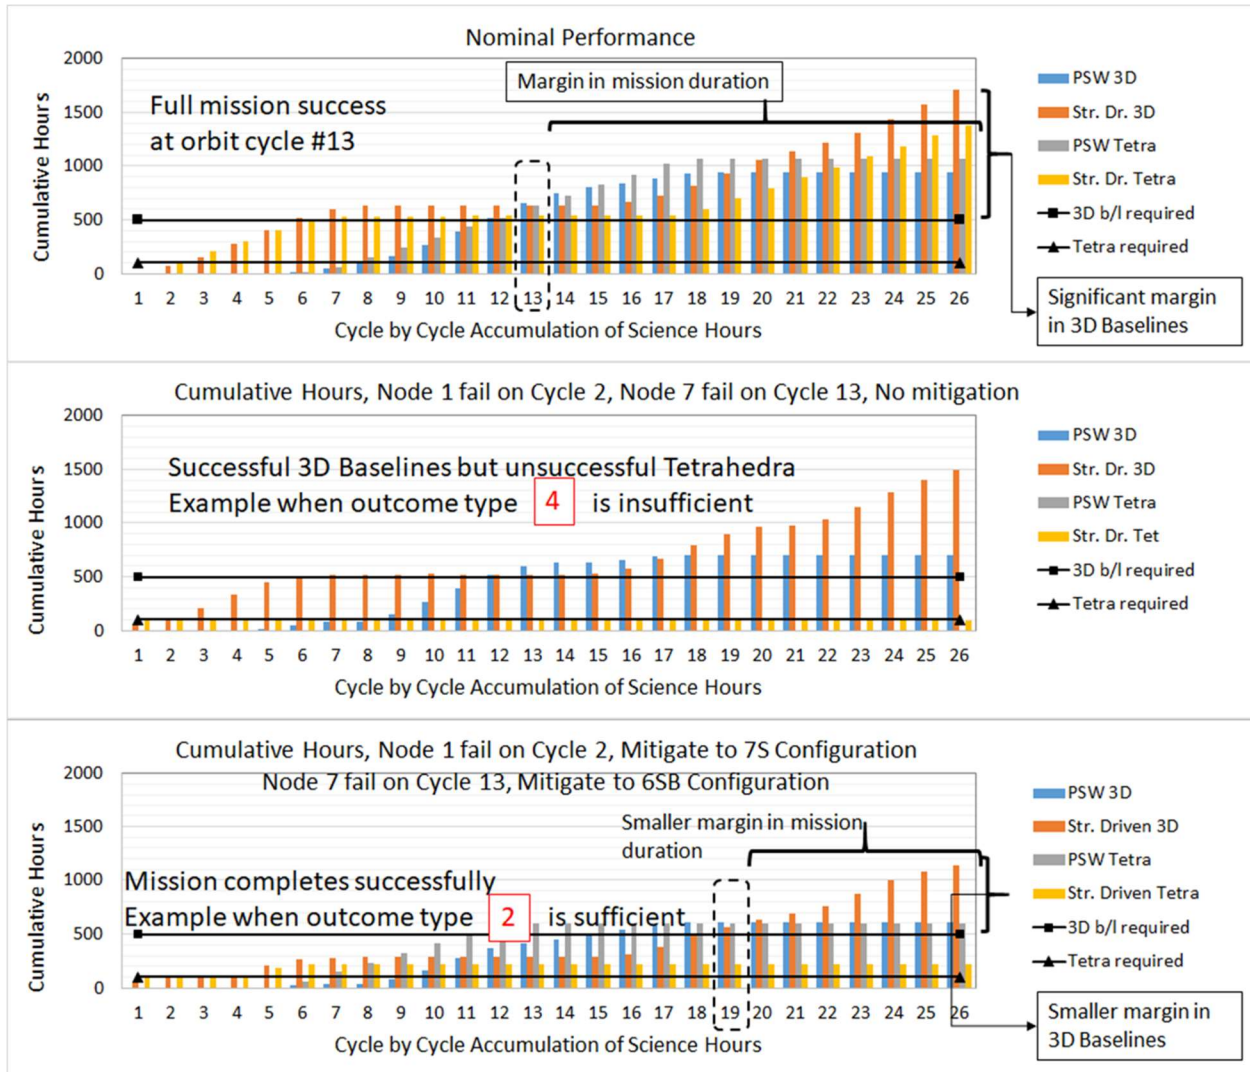 Nominal Performance
2000
1500
1000
500
0
Cumulative Hours
Full mission success
at orbit cycle #13
Margin in mission duration
1 2 3 4 5 6 7 8 9 10 11 12 13 14 15 16 17 18 19 20 21 22 23 24 25 26
Cycle by Cycle Accumulation of Science Hours
PSW 3D
Str. Dr. 3D
PSW Tetra
Str. Dr. Tetra
3D b/l required
Tetra required
Significant margin
in 3D Baselines
Cumulative Hours, Node 1 fail on Cycle 2, Node 7 fail on Cycle 13, No mitigation
2000
1500
1000
500
0
Cumulative Hours
Successful 3D Baselines but unsuccessful Tetrahedra
Example when outcome type 4 is insufficient
1 2 3 4 5 6 7 8 9 10 11 12 13 14 15 16 17 18 19 20 21 22 23 24 25 26
Cycle by Cycle Accumulation of Science Hours
PSW 3D
Str. Dr. 3D
PSW Tetra
Str. Dr. Tet
3D b/l required
Tetra required
Cumulative Hours, Node 1 fail on Cycle 2, Mitigate to 7S Configuration
Node 7 fail on Cycle 13, Mitigate to 6SB Configuration
2000
1500
1000
500
0
Cumulative Hours
Smaller margin in mission
duration
Mission completes successfully
Example when outcome type 2 is sufficient
1 2 3 4 5 6 7 8 9 10 11 12 13 14 15 16 17 18 19 20 21 22 23 24 25 26
Cycle by Cycle Accumulation of Science Hours
PSW 3D
Str. Driven 3D
PSW Tetra
Str. Driven Tetra
3D b/l required
Tetra required
Smaller margin in
3D Baselines